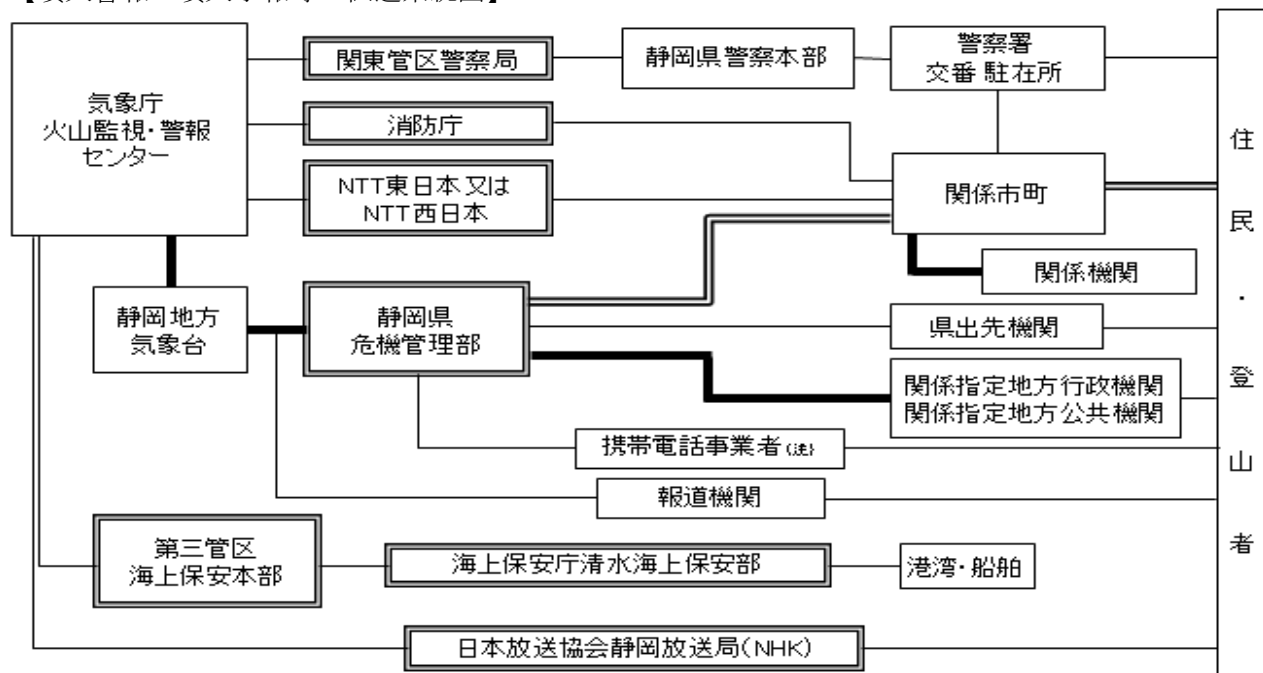 関東管区警察局
静岡県警察本部
警察署
交番 駐在所
気象庁
火山監視・警報
センター
消防庁
NTT東日本又は
NTT西日本
関係市町
関係機関
静岡地方
気象台
静岡県
危機管理部
県出先機関
関係指定地方行政機関
関係指定地方公共機関
携帯電話事業者
報道機関
第三管区
海上保安本部
海上保安庁清水海上保安部
港湾・船舶
日本放送協会静岡放送局(NHK)
住民・登山者